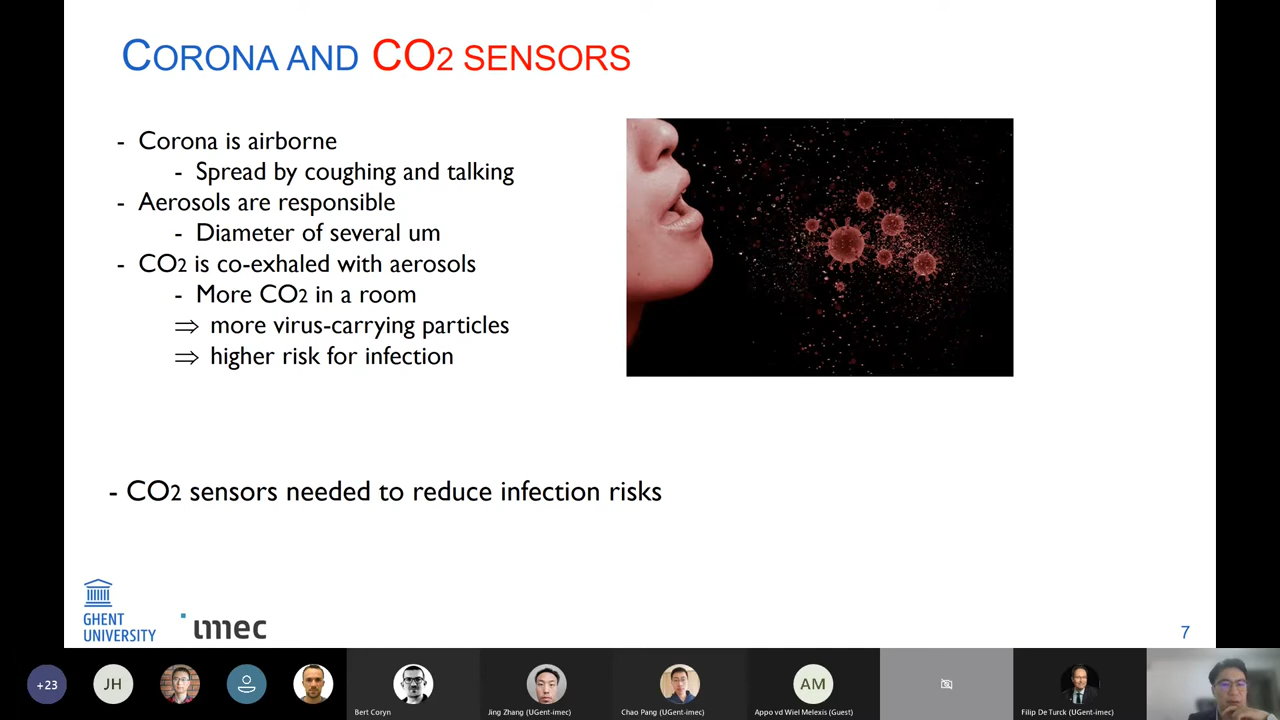 CORONA AND CO2 SENSORS
- Corona is airborne
- Spread by coughing and talking
- Aerosols are responsible
- Diameter of several um
- CO2 is co-exhaled with aerosols
- More CO2 in a room
⇒ more virus-carrying particles
⇒ higher risk for infection
- CO2 sensors needed to reduce infection risks
GHENT
UNIVERSITY
imec
7
+23
JH
AM
Bert Coryn
Jing Zhang (UGent-imec)
Chao Pang (UGent-imec)
Appo vd Wiel Melexis (Guest)
Filip De Turck (UGent-imec)